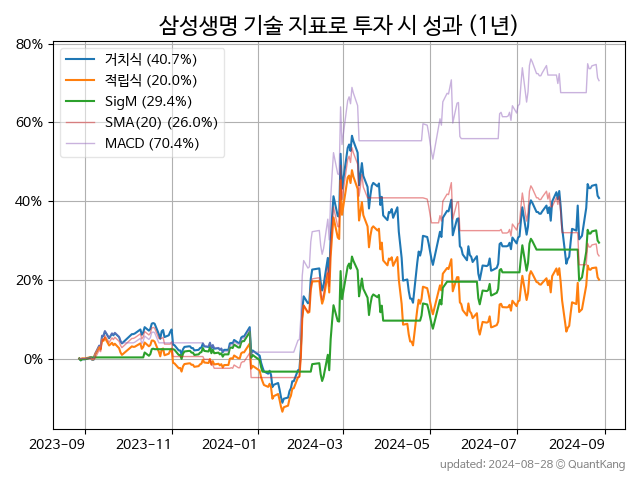 삼성생명 기술 지표로 투자 시 성과 (1년)
80%
60%
40%
20%
0%
거치식 (40.7%)
적립식 (20.0%)
SigM (29.4%)
SMA(20) (26.0%)
MACD (70.4%)
2023-09 2023-11 2024-01 2024-03 2024-05 2024-07 2024-09
updated: 2024-08-28 © QuantKang